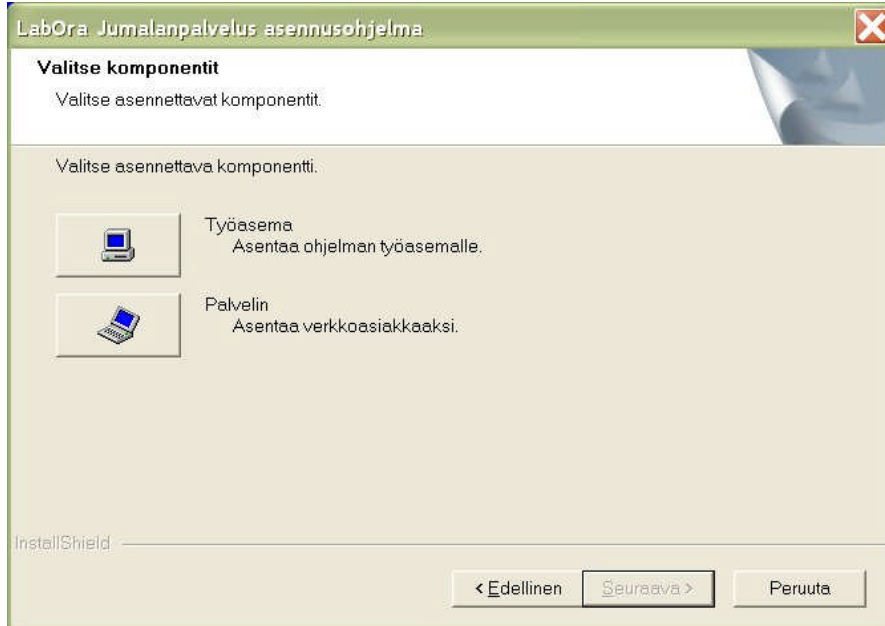 LabOra Jumalanpalvelus asennusohjelma
Valitse komponentit
Valitse asennettavat komponentit.
Valitse asennettava komponentti.
Työasema
Asentaa ohjelman työasemalle.
Palvelin
Asentaa verkkoasiakkaaksi.
InstallShield
< Edellinen
Seuraava >
Peruuta